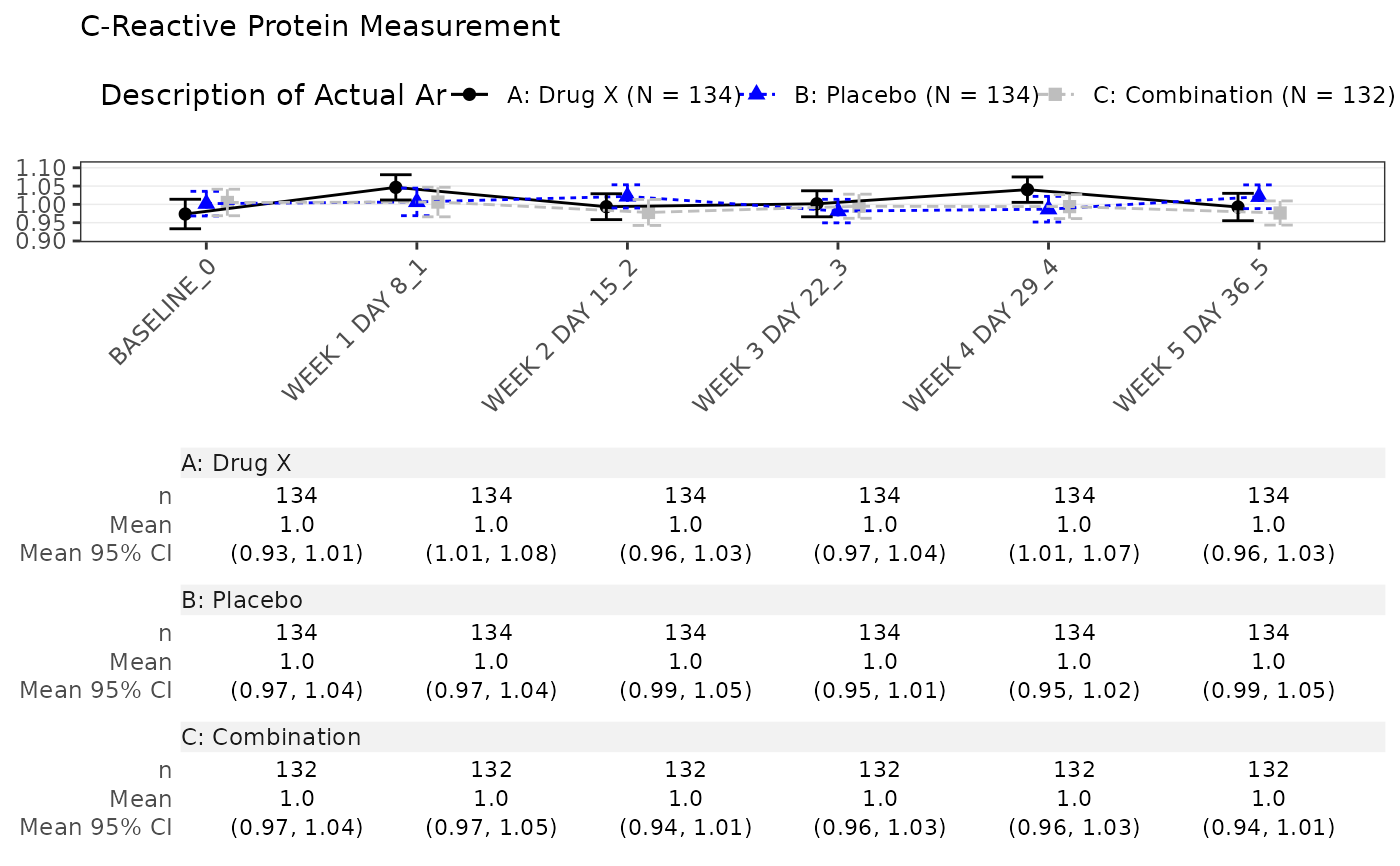 C-Reactive Protein Measurement
Description of Actual Ar A: Drug X (N = 134) B: Placebo (N = 134) C: Combination (N = 132)
1.10
1.05
1.00
0.95
0.90
BASELINE_0 WEEK 1 DAY 8_1 WEEK 2 DAY 15_2 WEEK 3 DAY 22_3 WEEK 4 DAY 29_4 WEEK 5 DAY 36_5
A: Drug X
n 134 134 134 134 134 134
Mean 1.0 1.0 1.0 1.0 1.0 1.0
Mean 95% CI (0.93, 1.01) (1.01, 1.08) (0.96, 1.03) (0.97, 1.04) (1.01, 1.07) (0.96, 1.03)
B: Placebo
n 134 134 134 134 134 134
Mean 1.0 1.0 1.0 1.0 1.0 1.0
Mean 95% CI (0.97, 1.04) (0.97, 1.04) (0.99, 1.05) (0.95, 1.01) (0.95, 1.02) (0.99, 1.05)
C: Combination
n 132 132 132 132 132 132
Mean 1.0 1.0 1.0 1.0 1.0 1.0
Mean 95% CI (0.97, 1.04) (0.97, 1.05) (0.94, 1.01) (0.96, 1.03) (0.96, 1.03) (0.94, 1.01)